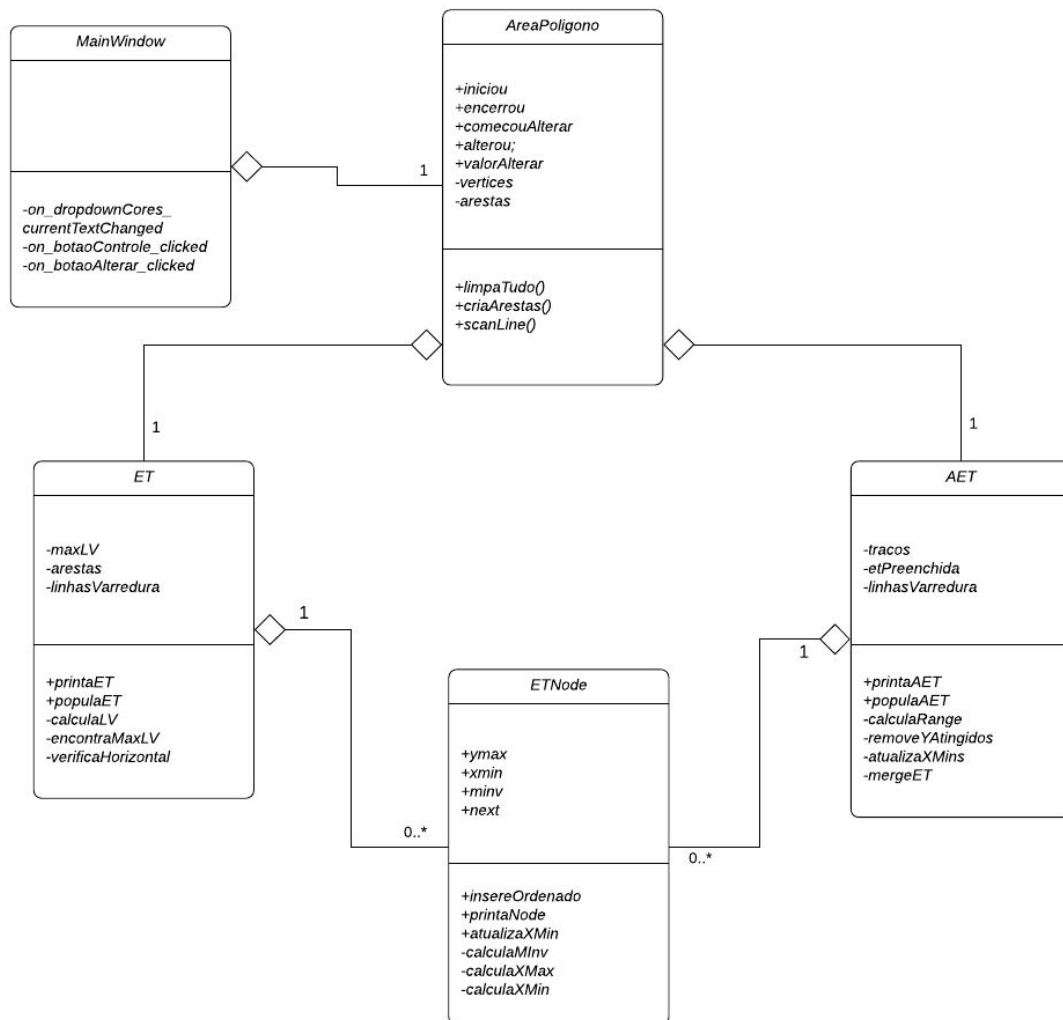 MainWindow
-on_dropdownCores_
currentTextChanged
-on_botaoControle_clicked
-on_botaoAlterar_clicked
AreaPoligono
+iniciou
+encerrou
+comecouAlterar
+alterou;
+valorAlterar
-vertices
-arestas
+limpaTudo()
+criaArestas()
+scanLine()
1
1
1
ET
-maxLV
-arestas
-linhasVarredura
+printaET
+populaET
-calculaLV
-encontraMaxLV
-verificaHorizontal
1
0..*
ETNode
+ymax
+xmin
+minv
+next
+insereOrdenado
+printaNode
+atualizaXMin
-calculaMInv
-calculaXMax
-calculaXMin
AET
-tracos
-etPreenchida
-linhasVarredura
+printaAET
+populaAET
-calculaRange
-removeYAtingidos
-atualizaXMins
-mergeET
1
0..*